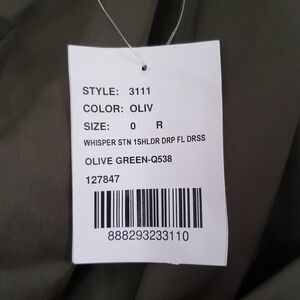 STYLE: 3111
COLOR: OLIV
SIZE: 0 R
WHISPER STN 1SHLDR DRP FL DRSS
OLIVE GREEN-Q538
127847
888293233110